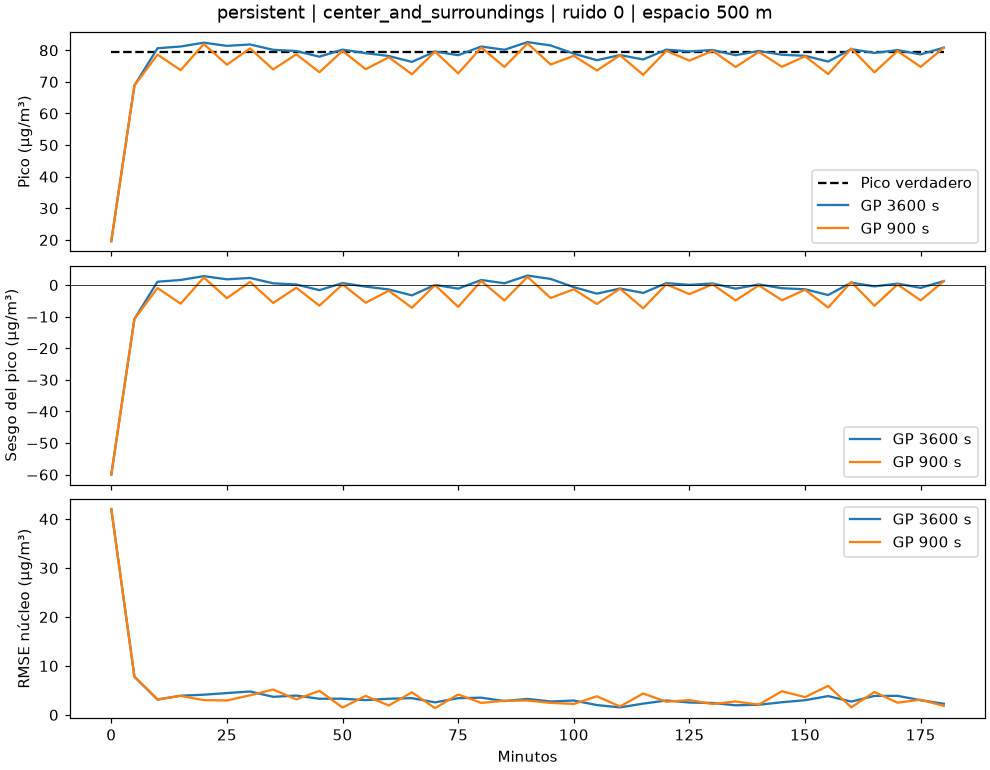 persistent | center_and_surroundings | ruido 0 | espacio 500 m
Pico (µg/m³)
80
70
60
50
40
30
20
Pico verdadero
GP 3600 s
GP 900 s
Sesgo del pico (µg/m³)
0
−10
−20
−30
−40
−50
−60
GP 3600 s
GP 900 s
RMSE núcleo (µg/m³)
40
30
20
10
0
GP 3600 s
GP 900 s
0 25 50 75 100 125 150 175
Minutos